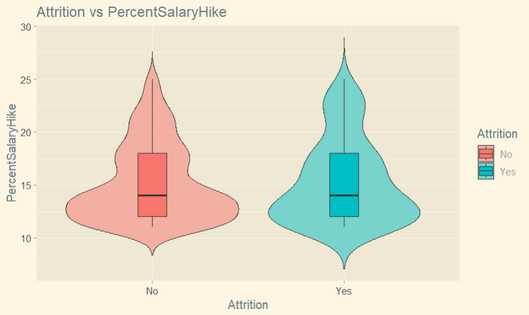 Attrition vs PercentSalaryHike
30
25
20
15
10
PercentSalaryHike
No
Yes
Attrition
Attrition
No
Yes